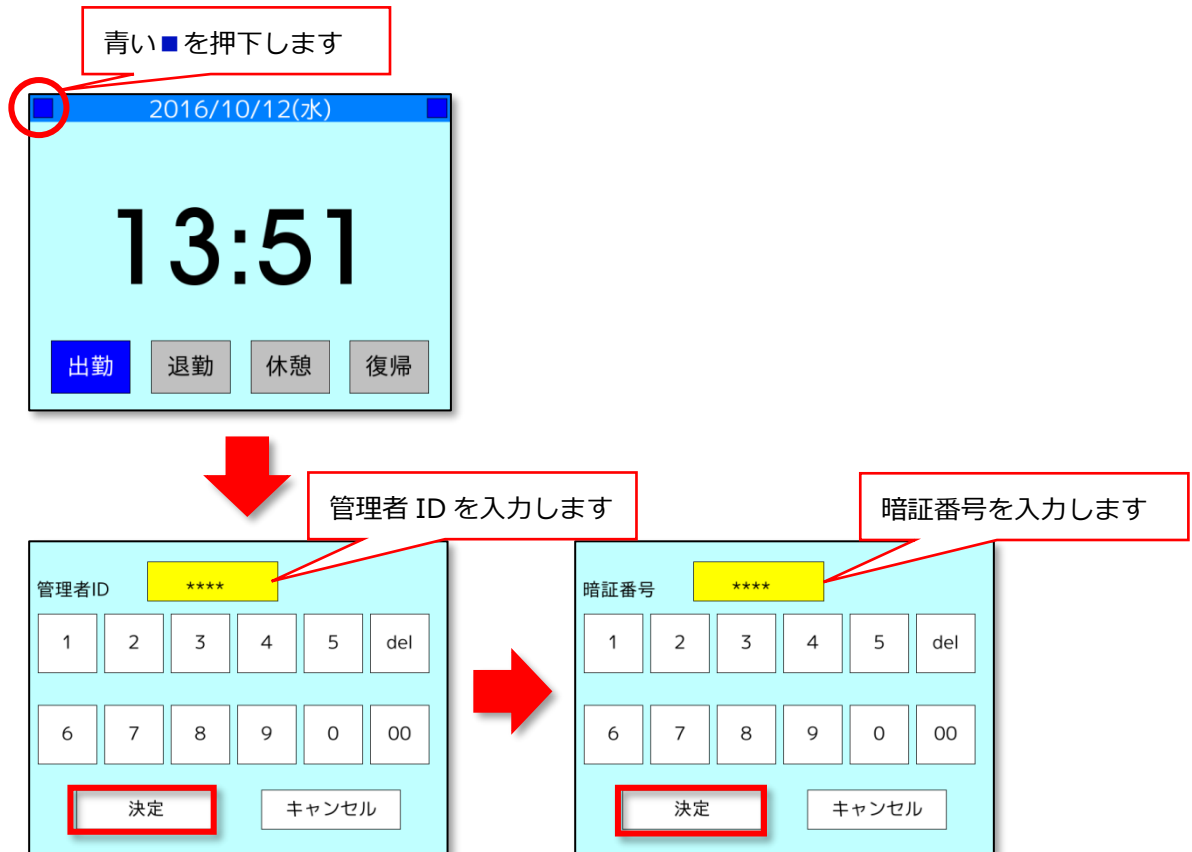 青い■を押下します
2016/10/12(水)
13:51
出勤 退勤 休憩 復帰
管理者 ID を入力します
暗証番号を入力します
管理者ID ****
1 2 3 4 5 del
6 7 8 9 0 00
決定 キャンセル
暗証番号 ****
1 2 3 4 5 del
6 7 8 9 0 00
決定 キャンセル